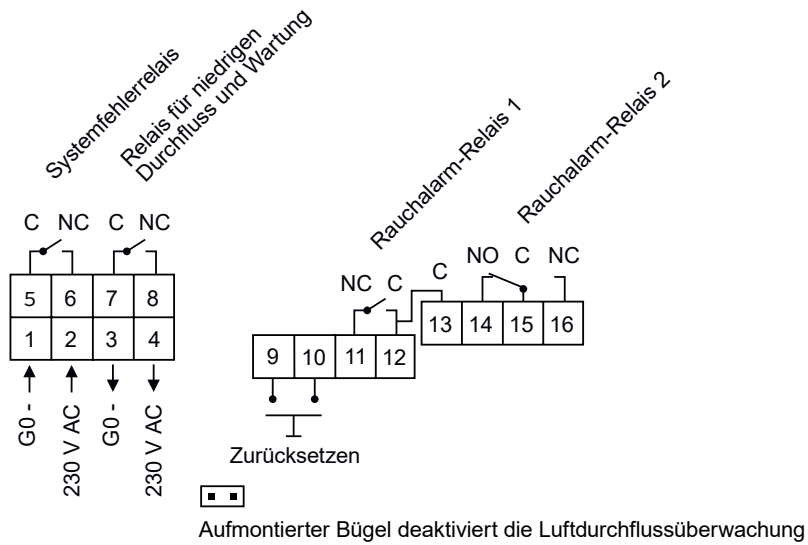 Systemfehlerrelais
Relais für niedrigen
Durchfluss und Wartung
Rauchalarm-Relais 1
Rauchalarm-Relais 2
C NC C NC
5 6 7 8
1 2 3 4
G0 -
230 V AC
G0 -
230 V AC
NC C C NO C NC
13 14 15 16
9 10 11 12
Zurücksetzen
Aufmontierter Bügel deaktiviert die Luftdurchflussüberwachung